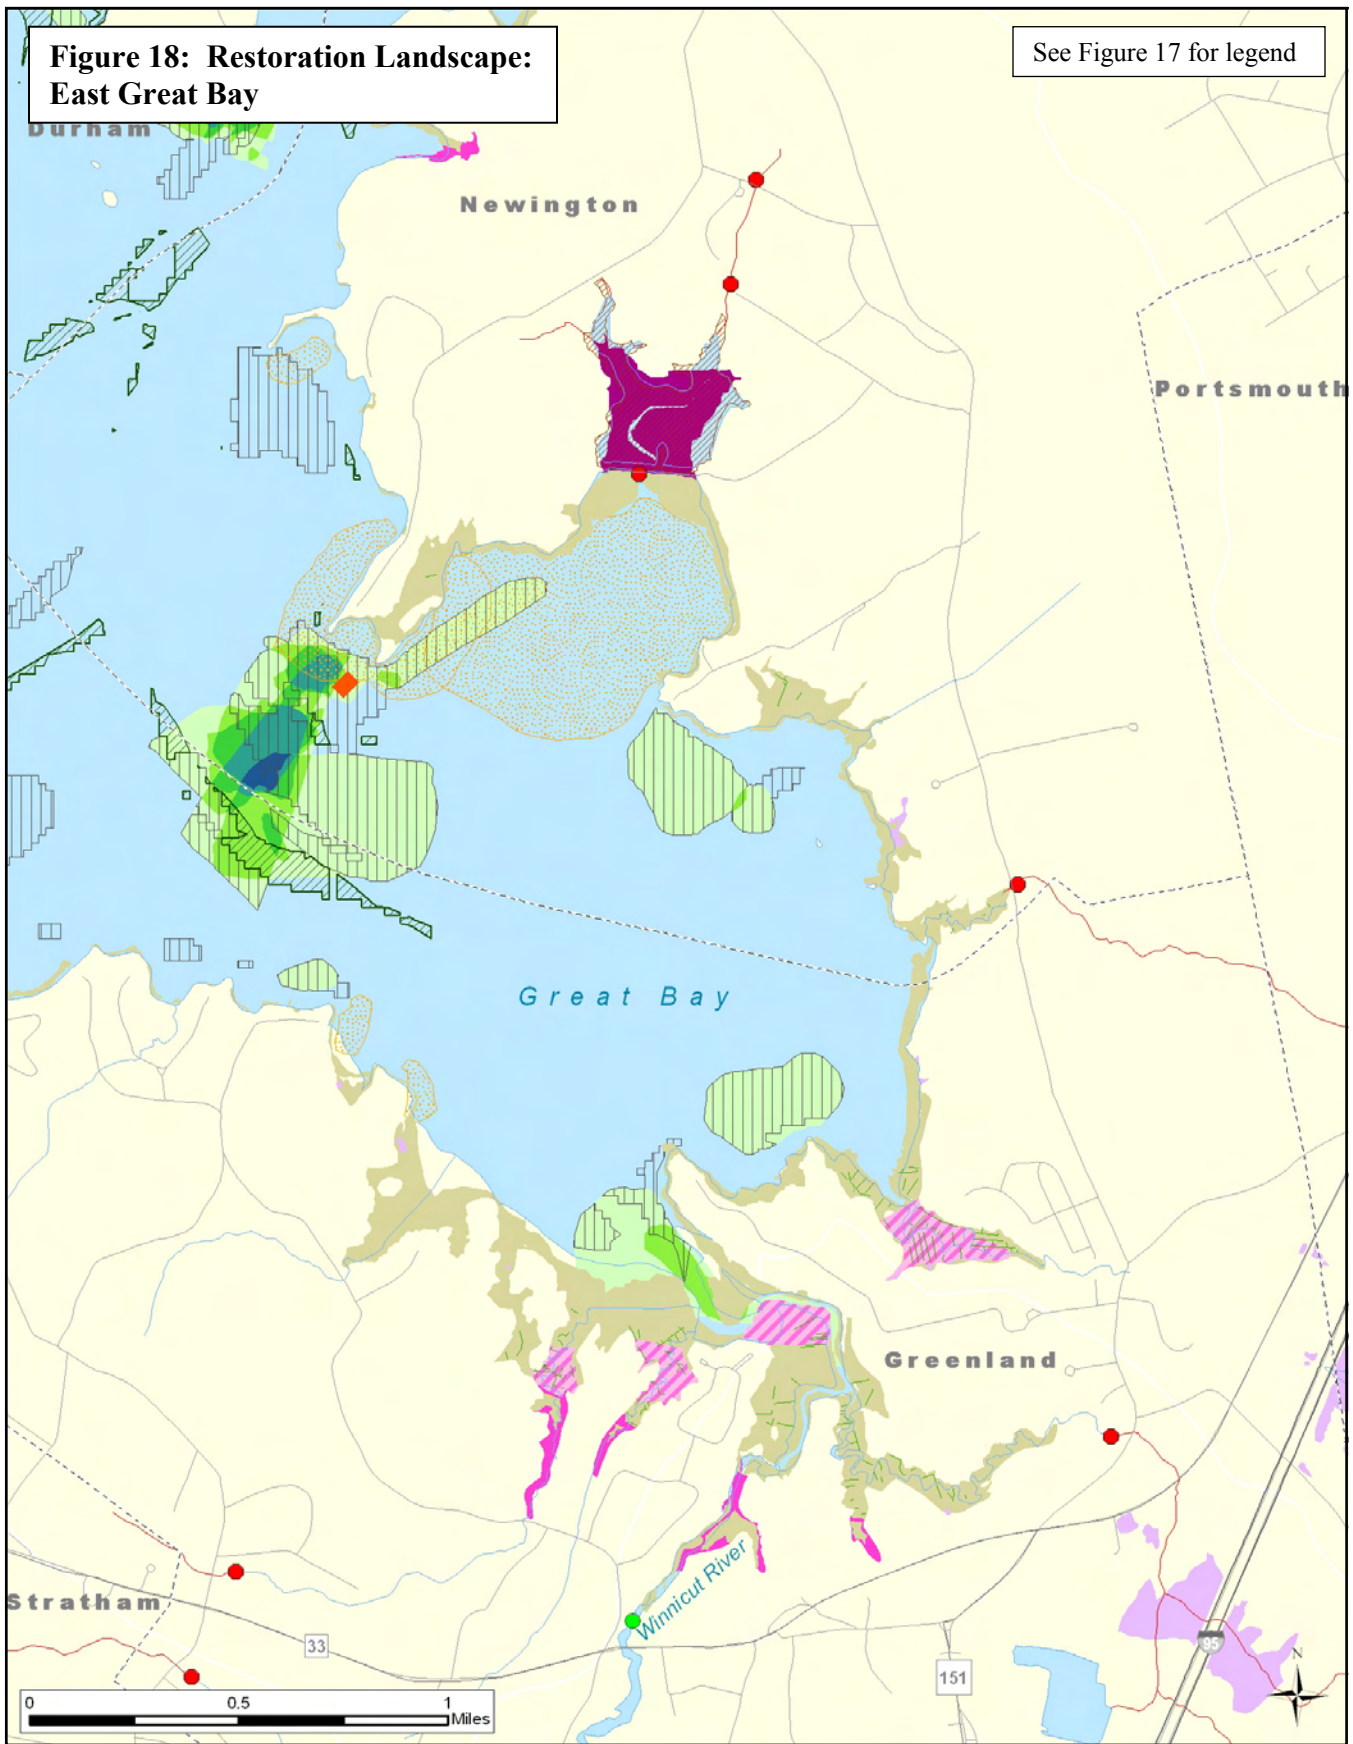 Figure 18:  Restoration Landscape:
East Great Bay
See Figure 17 for legend
Durham
Newington
Portsmouth
Great Bay
Greenland
Winnicut River
Stratham
33
95
151
N
0 0.5 1
Miles